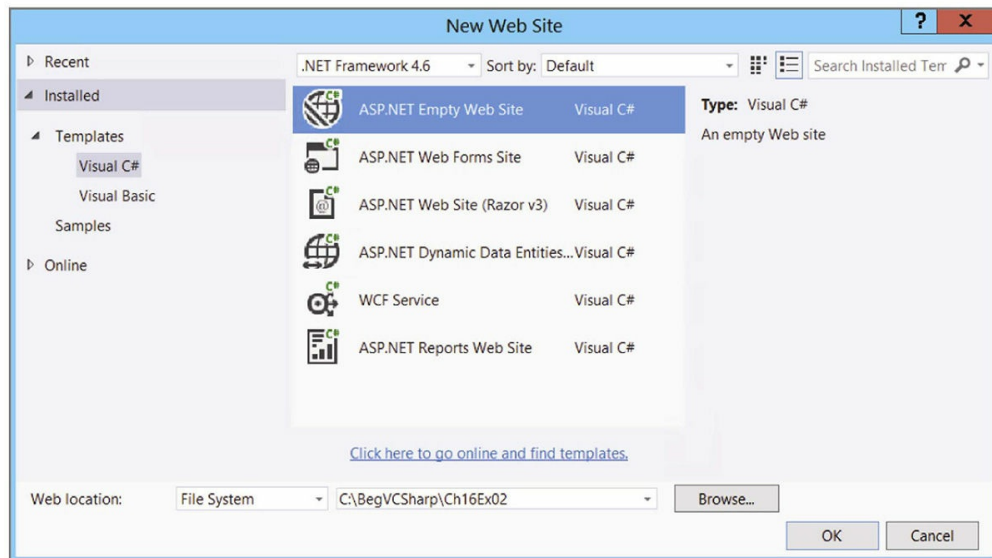 New Web Site
?
X
Recent
.NET Framework 4.6
Sort by: Default
Search Installed Terr
Installed
Templates
Visual C#
Visual Basic
Samples
Online
ASP.NET Empty Web Site Visual C#
ASP.NET Web Forms Site Visual C#
ASP.NET Web Site (Razor v3) Visual C#
ASP.NET Dynamic Data Entities... Visual C#
WCF Service Visual C#
ASP.NET Reports Web Site Visual C#
Type: Visual C#
An empty Web site
Click here to go online and find templates.
Web location: File System C:\BegVCSharp\Ch16Ex02 Browse...
OK Cancel